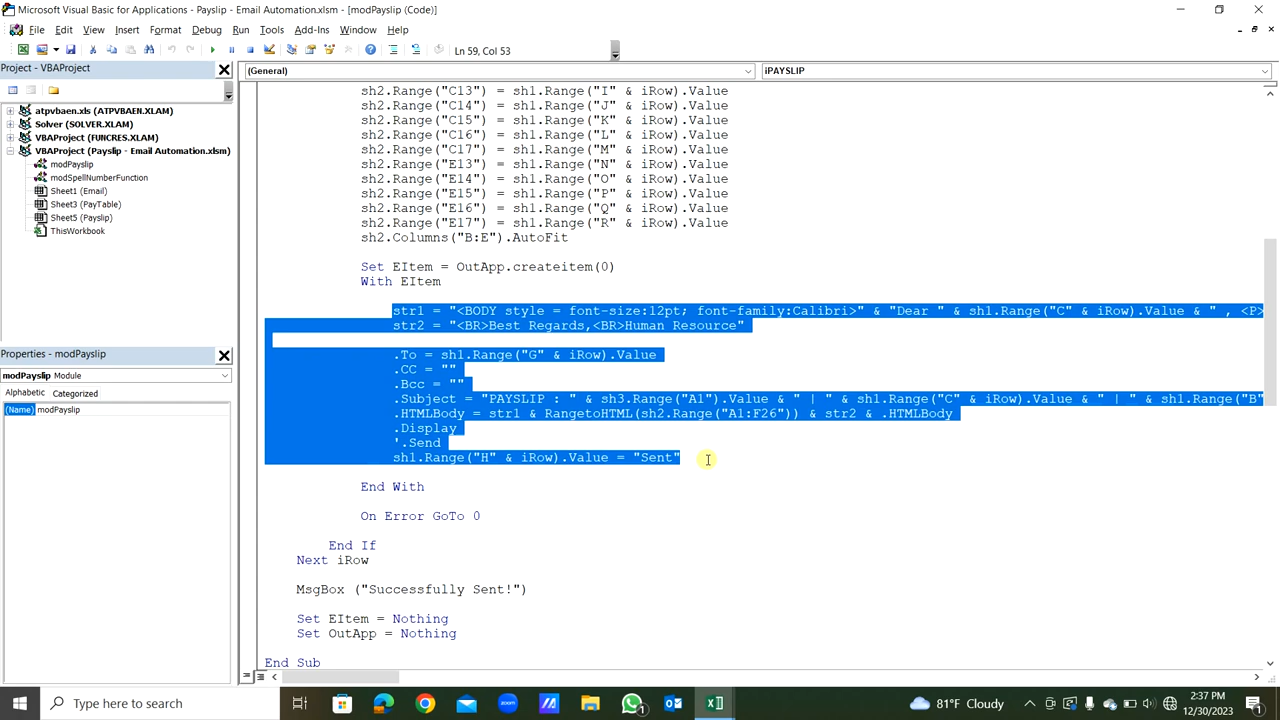 Microsoft Visual Basic for Applications - Payslip - Email Automation.xlsm - [modPayslip (Code)]
File Edit View Insert Format Debug Run Tools Add-Ins Window Help
Ln 59, Col 53
Project - VBAProject
atpvbaen.xls (ATPVBAEN.XLAM)
Solver (SOLVER.XLAM)
VBAProject (FUNCRES.XLAM)
VBAProject (Payslip - Email Automation.xlsm)
modPayslip
modSpellNumberFunction
Sheet1 (Email)
Sheet3 (PayTable)
Sheet5 (Payslip)
ThisWorkbook
Properties - modPayslip
modPayslip Module
Alphabetic Categorized
(Name) modPayslip
(General) iPAYSLIP
sh2.Range("C13") = sh1.Range("I" & iRow).Value
sh2.Range("C14") = sh1.Range("J" & iRow).Value
sh2.Range("C15") = sh1.Range("K" & iRow).Value
sh2.Range("C16") = sh1.Range("L" & iRow).Value
sh2.Range("C17") = sh1.Range("M" & iRow).Value
sh2.Range("E13") = sh1.Range("N" & iRow).Value
sh2.Range("E14") = sh1.Range("O" & iRow).Value
sh2.Range("E15") = sh1.Range("P" & iRow).Value
sh2.Range("E16") = sh1.Range("Q" & iRow).Value
sh2.Range("E17") = sh1.Range("R" & iRow).Value
sh2.Columns("B:E").AutoFit
Set EItem = OutApp.createitem(0)
With EItem
str1 = "<BODY style = font-size:12pt; font-family:Calibri>" & "Dear " & sh1.Range("C" & iRow).Value & " , <P>
str2 = "<BR>Best Regards,<BR>Human Resource"
.To = sh1.Range("G" & iRow).Value
.CC = ""
.Bcc = ""
.Subject = "PAYSLIP : " & sh3.Range("A1").Value & " | " & sh1.Range("C" & iRow).Value & " | " & sh1.Range("B"
.HTMLBody = str1 & RangetoHTML(sh2.Range("A1:F26")) & str2 & .HTMLBody
.Display
'.Send
sh1.Range("H" & iRow).Value = "Sent"
End With
On Error GoTo 0
End If
Next iRow
MsgBox ("Successfully Sent!")
Set EItem = Nothing
Set OutApp = Nothing
End Sub
Type here to search
81°F Cloudy
2:37 PM
12/30/2023